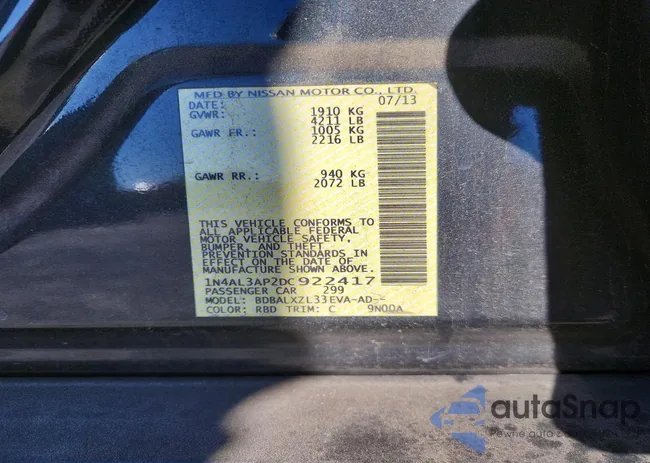 MFD BY NISSAN MOTOR CO., LTD.
DATE: 07/13
GVWR: 1910 KG
4211 LB
GAWR FR.: 1005 KG
2216 LB
GAWR RR.: 940 KG
2072 LB
THIS VEHICLE CONFORMS TO
ALL APPLICABLE FEDERAL
MOTOR VEHICLE SAFETY,
BUMPER, AND THEFT
PREVENTION STANDARDS IN
EFFECT ON THE DATE OF
MANUFACTURE SHOWN ABOVE.
1N4AL3AP2DC922417
PASSENGER CAR 299
MODEL: BDBALXZL33EVA-AD--
COLOR: RBD TRIM: C 9N00A
autoSnap
Pewne auto z